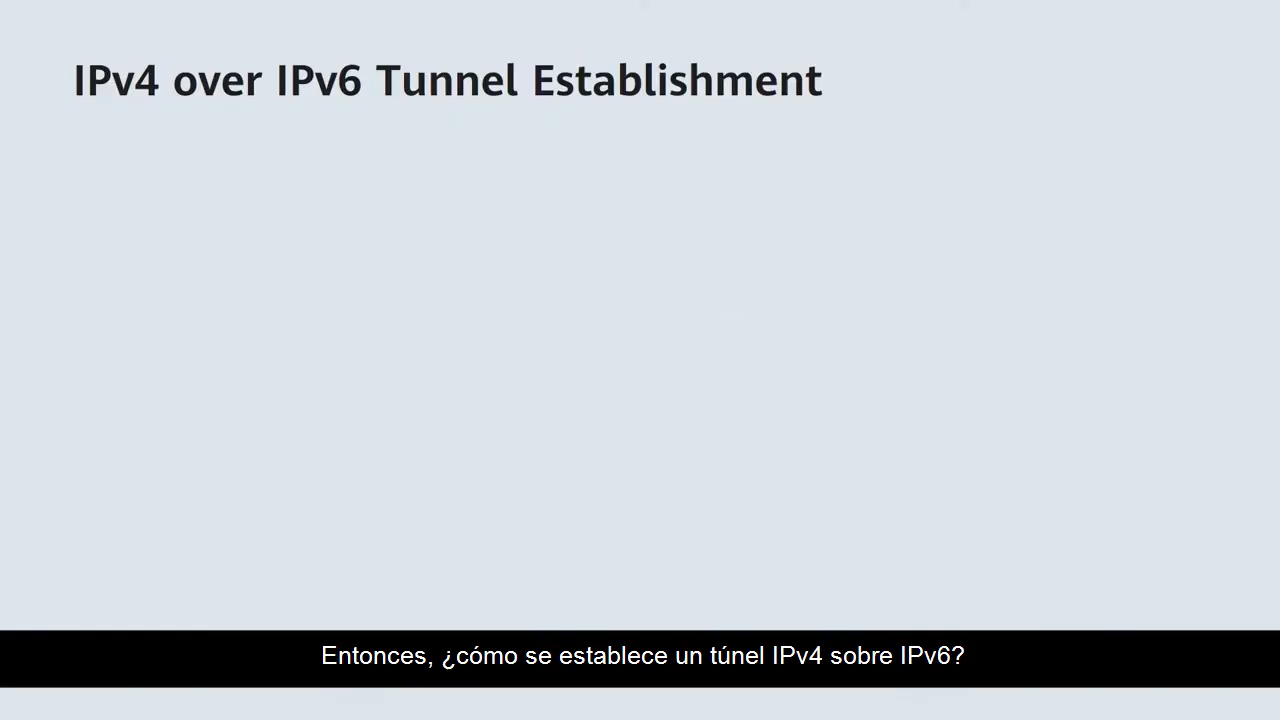 IPv4 over IPv6 Tunnel Establishment
Entonces, ¿cómo se establece un túnel IPv4 sobre IPv6?